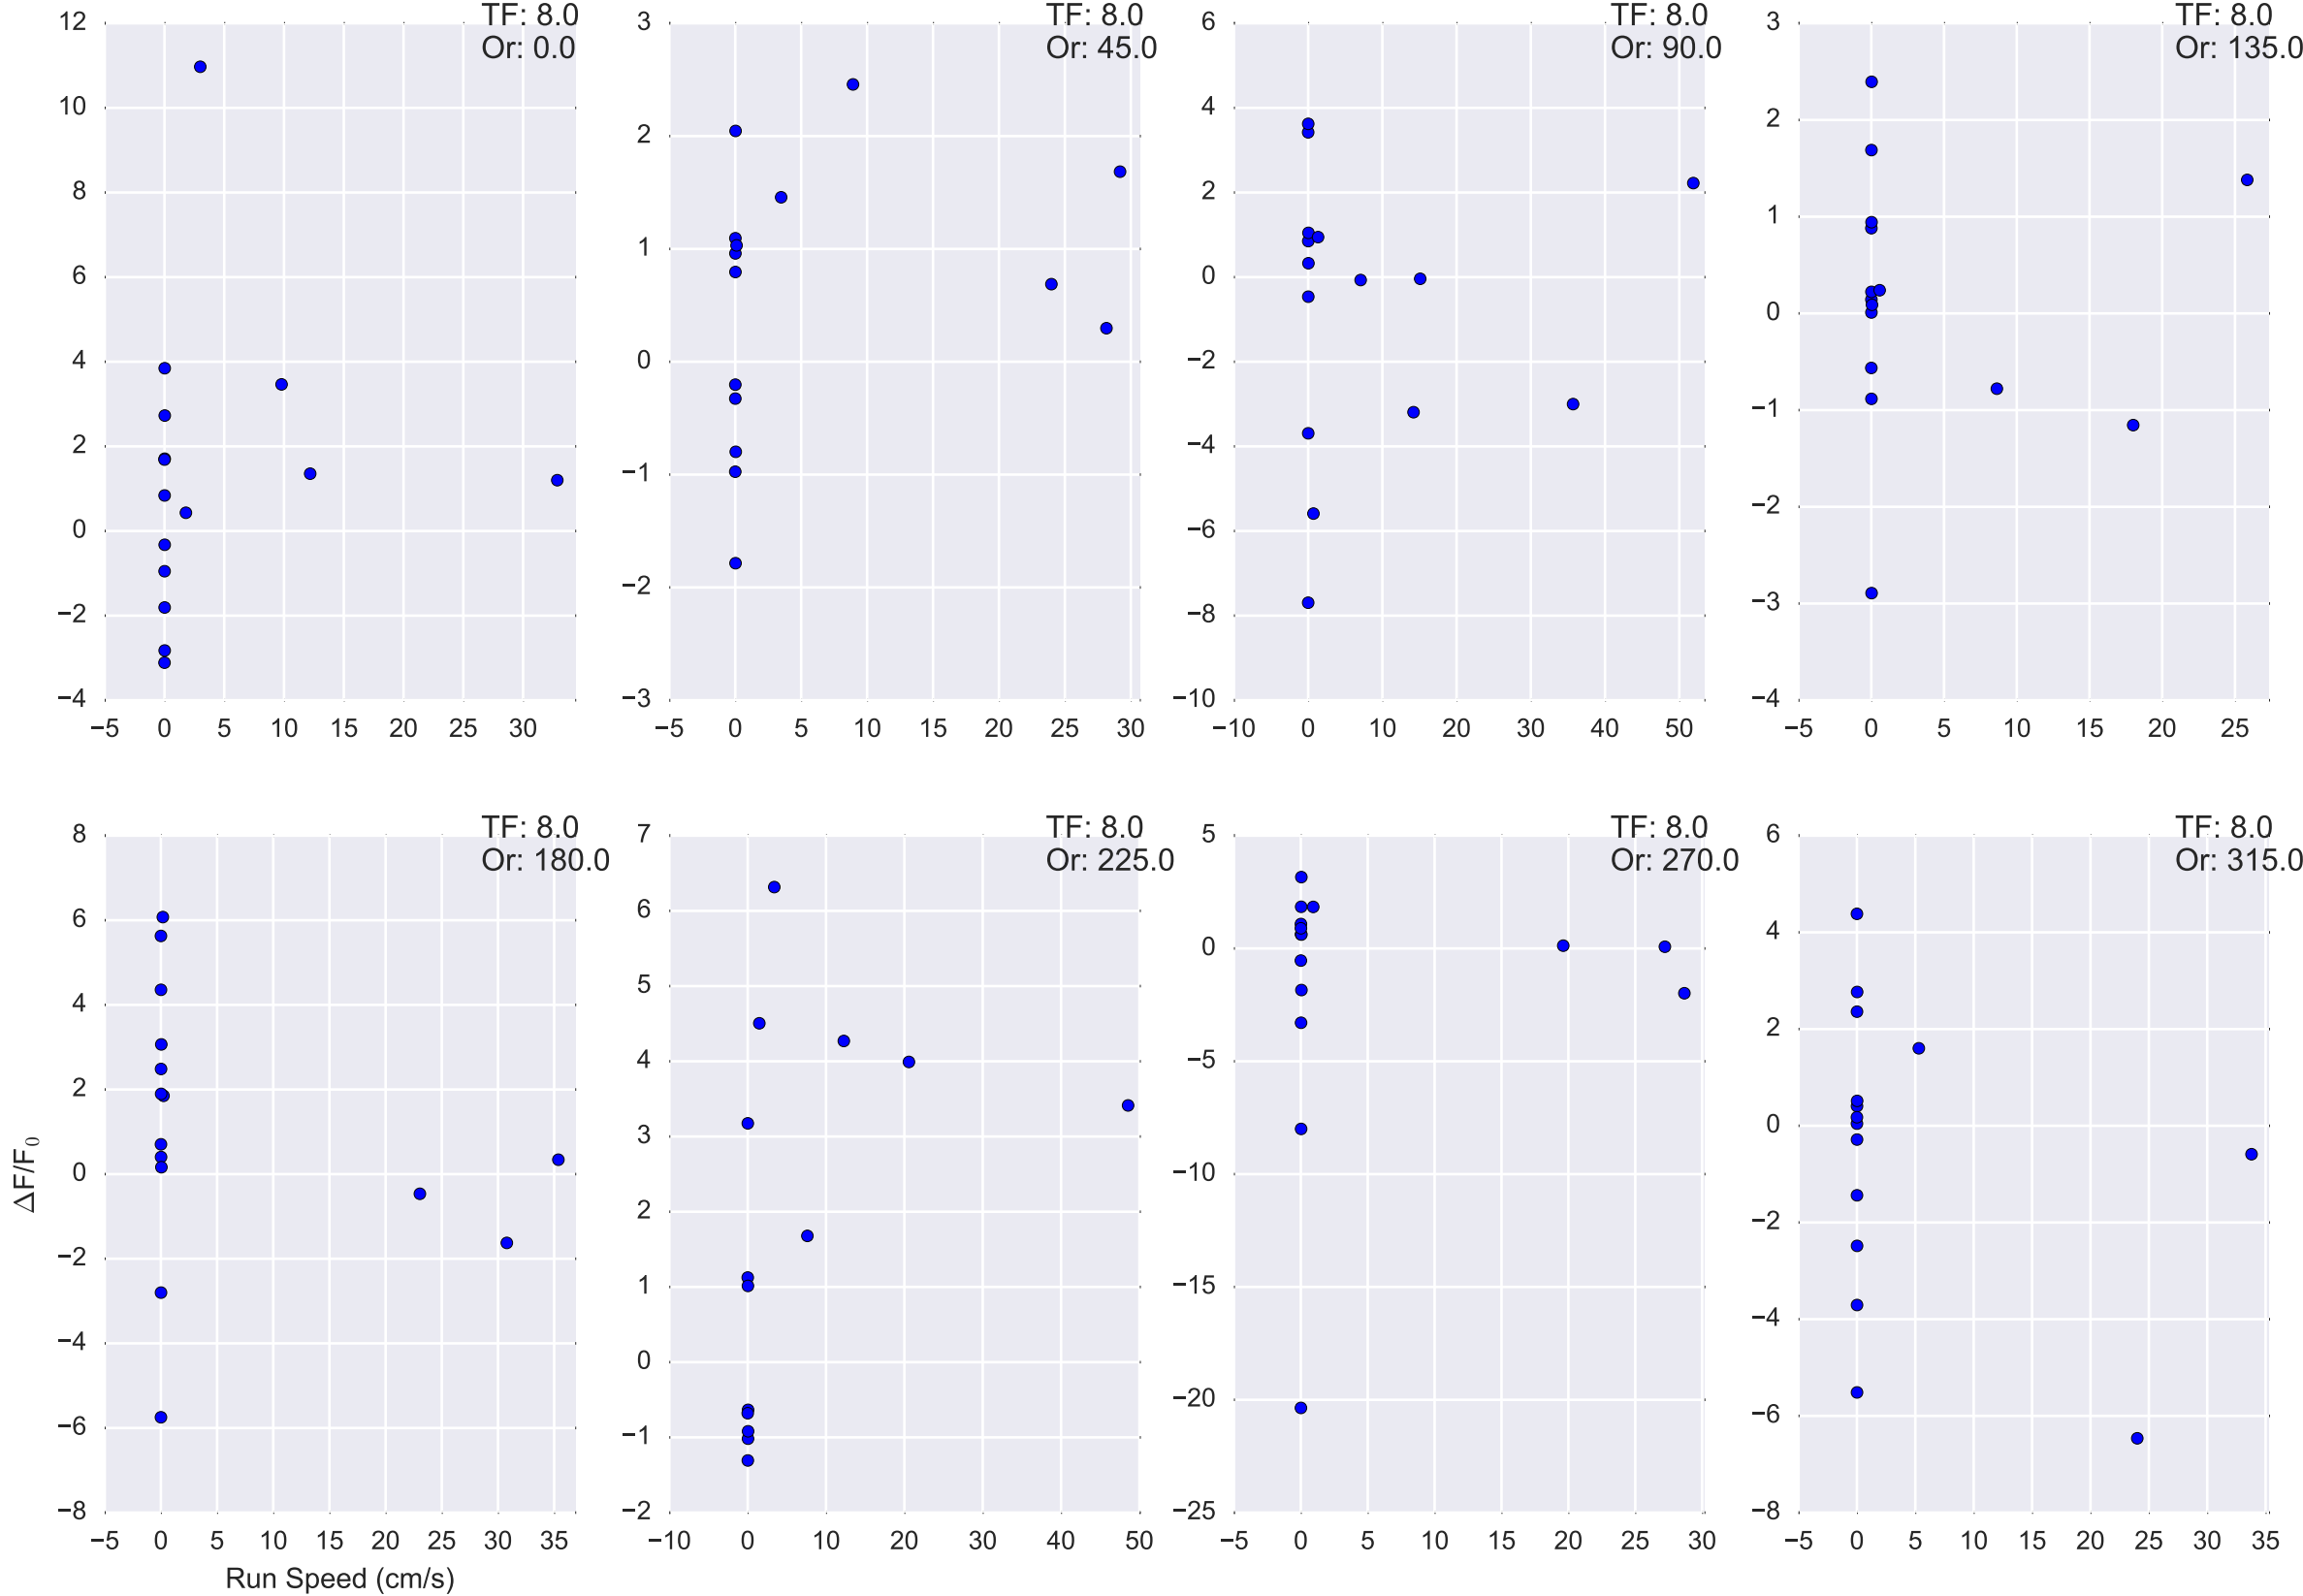 TF: 8.0
Or: 0.0
12
10
8
6
4
2
0
−2
−4
−5 0 5 10 15 20 25 30
TF: 8.0
Or: 45.0
3
2
1
0
−1
−2
−3
−5 0 5 10 15 20 25 30
TF: 8.0
Or: 90.0
6
4
2
0
−2
−4
−6
−8
−10
−10 0 10 20 30 40 50
TF: 8.0
Or: 135.0
3
2
1
0
−1
−2
−3
−4
−5 0 5 10 15 20 25
TF: 8.0
Or: 180.0
8
6
4
2
0
−2
−4
−6
−8
ΔF/F0
−5 0 5 10 15 20 25 30 35
Run Speed (cm/s)
TF: 8.0
Or: 225.0
7
6
5
4
3
2
1
0
−1
−2
−10 0 10 20 30 40 50
TF: 8.0
Or: 270.0
5
0
−5
−10
−15
−20
−25
−5 0 5 10 15 20 25 30
TF: 8.0
Or: 315.0
6
4
2
0
−2
−4
−6
−8
−5 0 5 10 15 20 25 30 35